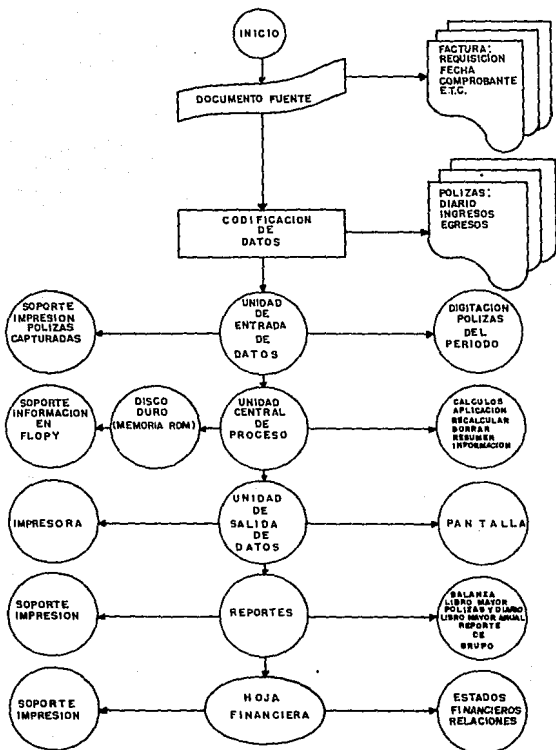 INICIO
DOCUMENTO FUENTE
FACTURA:
REQUISICION
FECHA
COMPROBANTE
E.T.C.
CODIFICACION
DE
DATOS
POLIZAS:
DIARIO
INGRESOS
EGRESOS
SOPORTE
IMPRESION
POLIZAS
CAPTURADAS
UNIDAD
DE
ENTRADA
DE
DATOS
DIGITACION
POLIZAS
DEL
PERIODO
SOPORTE
INFORMACION
EN
FLOPY
DISCO
DURO
(MEMORIA ROM)
UNIDAD
CENTRAL
DE
PROCESO
CALCULOS
APLICACIÓN
RECALCULAR
BORRAR
RESUMEN
INFORMACION
IMPRESORA
UNIDAD
DE
SALIDA
DE
DATOS
PANTALLA
SOPORTE
IMPRESION
REPORTES
BALANZA
LIBRO MAYOR
POLIZAS Y DIARIO
LIBRO MAYOR ANUAL
REPORTE
DE
GRUPO
SOPORTE
IMPRESION
HOJA
FINANCIERA
ESTADOS
FINANCIEROS
RELACIONES